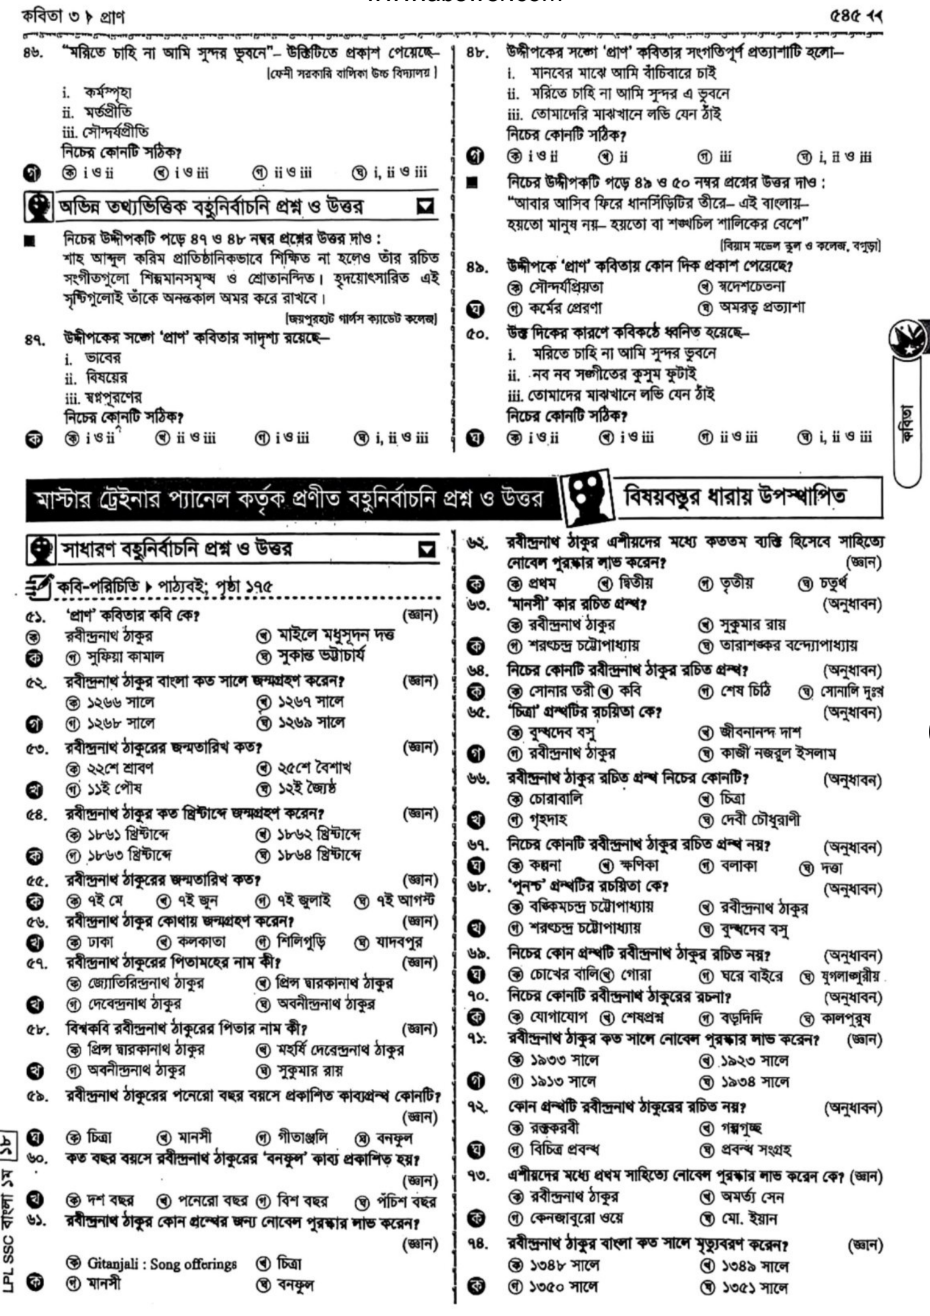 কবিতা ৩ ▶ প্রাণ
৫৪৫
৪৬. “মরিতে চাহি না আমি সুন্দর ভুবনে”– উক্তিটিতে প্রকাশ পেয়েছে–
[ফেনী সরকারি বালিকা উচ্চ বিদ্যালয়]
i. কর্মস্পৃহা
ii. মর্তপ্রীতি
iii. সৌন্দর্যপ্রীতি
নিচের কোনটি সঠিক?
গ ক i ও ii খ i ও iii গ ii ও iii ঘ i, ii ও iii
অভিন্ন তথ্যভিত্তিক বহুনির্বাচনি প্রশ্ন ও উত্তর
■ নিচের উদ্দীপকটি পড়ে ৪৭ ও ৪৮ নম্বর প্রশ্নের উত্তর দাও :
শাহ আব্দুল করিম প্রাতিষ্ঠানিকভাবে শিক্ষিত না হলেও তাঁর রচিত
সংগীতগুলো শিল্পমানসমৃদ্ধ ও শ্রোতানন্দিত। হৃদয়োৎসারিত এই
সৃষ্টিগুলোই তাঁকে অনন্তকাল অমর করে রাখবে।
[জয়পুরহাট গার্লস ক্যাডেট কলেজ]
৪৭. উদ্দীপকের সঙ্গে ‘প্রাণ’ কবিতার সাদৃশ্য রয়েছে–
i. ভাবের
ii. বিষয়ের
iii. স্বপ্নপূরণের
নিচের কোনটি সঠিক?
ক ক i ও ii খ ii ও iii গ i ও iii ঘ i, ii ও iii
৪৮. উদ্দীপকের সঙ্গে ‘প্রাণ’ কবিতার সংগতিপূর্ণ প্রত্যাশাটি হলো–
i. মানবের মাঝে আমি বাঁচিবারে চাই
ii. মরিতে চাহি না আমি সুন্দর এ ভুবনে
iii. তোমাদেরি মাঝখানে লভি যেন ঠাঁই
নিচের কোনটি সঠিক?
গ ক i ও ii খ ii গ iii ঘ i, ii ও iii
■ নিচের উদ্দীপকটি পড়ে ৪৯ ও ৫০ নম্বর প্রশ্নের উত্তর দাও :
“আবার আসিব ফিরে ধানসিঁড়িটির তীরে– এই বাংলায়–
হয়তো মানুষ নয়– হয়তো বা শঙ্খচিল শালিকের বেশে”
[বিয়াম মডেল স্কুল ও কলেজ, বগুড়া]
৪৯. উদ্দীপকে ‘প্রাণ’ কবিতায় কোন দিক প্রকাশ পেয়েছে?
ক সৌন্দর্যপ্রিয়তা খ স্বদেশচেতনা
ঘ গ কর্মের প্রেরণা ঘ অমরত্ব প্রত্যাশা
৫০. উক্ত দিকের কারণে কবিকণ্ঠে ধ্বনিত হয়েছে–
i. মরিতে চাহি না আমি সুন্দর ভুবনে
ii. নব নব সঙ্গীতের কুসুম ফুটাই
iii. তোমাদের মাঝখানে লভি যেন ঠাঁই
নিচের কোনটি সঠিক?
ঘ ক i ও ii খ i ও iii গ ii ও iii ঘ i, ii ও iii
কবিতা
মাস্টার ট্রেইনার প্যানেল কর্তৃক প্রণীত বহুনির্বাচনি প্রশ্ন ও উত্তর বিষয়বস্তুর ধারায় উপস্থাপিত
সাধারণ বহুনির্বাচনি প্রশ্ন ও উত্তর
কবি-পরিচিতি ▶ পাঠ্যবই; পৃষ্ঠা ১৭৫
৫১. ‘প্রাণ’ কবিতার কবি কে? (জ্ঞান)
ক রবীন্দ্রনাথ ঠাকুর খ মাইলে মধুসূদন দত্ত
ক গ সুফিয়া কামাল ঘ সুকান্ত ভট্টাচার্য
৫২. রবীন্দ্রনাথ ঠাকুর বাংলা কত সালে জন্মগ্রহণ করেন? (জ্ঞান)
ক ১২৬৬ সালে খ ১২৬৭ সালে
গ গ ১২৬৮ সালে ঘ ১২৬৯ সালে
৫৩. রবীন্দ্রনাথ ঠাকুরের জন্মতারিখ কত? (জ্ঞান)
ক ২২শে শ্রাবণ খ ২৫শে বৈশাখ
খ গ ১১ই পৌষ ঘ ১২ই জ্যৈষ্ঠ
৫৪. রবীন্দ্রনাথ ঠাকুর কত খ্রিস্টাব্দে জন্মগ্রহণ করেন? (জ্ঞান)
ক ১৮৬১ খ্রিস্টাব্দে খ ১৮৬২ খ্রিস্টাব্দে
ক গ ১৮৬৩ খ্রিস্টাব্দে ঘ ১৮৬৪ খ্রিস্টাব্দে
৫৫. রবীন্দ্রনাথ ঠাকুরের জন্মতারিখ কত? (জ্ঞান)
ক ক ৭ই মে খ ৭ই জুন গ ৭ই জুলাই ঘ ৭ই আগস্ট
৫৬. রবীন্দ্রনাথ ঠাকুর কোথায় জন্মগ্রহণ করেন? (জ্ঞান)
খ ক ঢাকা খ কলকাতা গ শিলিগুড়ি ঘ যাদবপুর
৫৭. রবীন্দ্রনাথ ঠাকুরের পিতামহের নাম কী? (জ্ঞান)
ক জ্যোতিরিন্দ্রনাথ ঠাকুর খ প্রিন্স দ্বারকানাথ ঠাকুর
খ গ দেবেন্দ্রনাথ ঠাকুর ঘ অবনীন্দ্রনাথ ঠাকুর
৫৮. বিশ্বকবি রবীন্দ্রনাথ ঠাকুরের পিতার নাম কী? (জ্ঞান)
ক প্রিন্স দ্বারকানাথ ঠাকুর খ মহর্ষি দেবেন্দ্রনাথ ঠাকুর
খ গ অবনীন্দ্রনাথ ঠাকুর ঘ সুকুমার রায়
৫৯. রবীন্দ্রনাথ ঠাকুরের পনেরো বছর বয়সে প্রকাশিত কাব্যগ্রন্থ কোনটি?
(জ্ঞান)
ঘ ক চিত্রা খ মানসী গ গীতাঞ্জলি ঘ বনফুল
৬০. কত বছর বয়সে রবীন্দ্রনাথ ঠাকুরের ‘বনফুল’ কাব্য প্রকাশিত হয়?
(জ্ঞান)
খ ক দশ বছর খ পনেরো বছর গ বিশ বছর ঘ পঁচিশ বছর
৬১. রবীন্দ্রনাথ ঠাকুর কোন গ্রন্থের জন্য নোবেল পুরস্কার লাভ করেন?
(জ্ঞান)
ক Gitanjali : Song offerings খ চিত্রা
ক গ মানসী ঘ বনফুল
৬২. রবীন্দ্রনাথ ঠাকুর এশীয়দের মধ্যে কততম ব্যক্তি হিসেবে সাহিত্যে
নোবেল পুরস্কার লাভ করেন? (জ্ঞান)
ক ক প্রথম খ দ্বিতীয় গ তৃতীয় ঘ চতুর্থ
৬৩. ‘মানসী’ কার রচিত গ্রন্থ? (অনুধাবন)
ক রবীন্দ্রনাথ ঠাকুর খ সুকুমার রায়
ক গ শরৎচন্দ্র চট্টোপাধ্যায় ঘ তারাশঙ্কর বন্দ্যোপাধ্যায়
৬৪. নিচের কোনটি রবীন্দ্রনাথ ঠাকুর রচিত গ্রন্থ? (অনুধাবন)
ক ক সোনার তরী খ কবি গ শেষ চিঠি ঘ সোনালি দুঃখ
৬৫. ‘চিত্রা’ গ্রন্থটির রচয়িতা কে? (অনুধাবন)
ক বুদ্ধদেব বসু খ জীবনানন্দ দাশ
গ গ রবীন্দ্রনাথ ঠাকুর ঘ কাজী নজরুল ইসলাম
৬৬. রবীন্দ্রনাথ ঠাকুর রচিত গ্রন্থ নিচের কোনটি? (অনুধাবন)
ক চোরাবালি খ চিত্রা
খ গ গৃহদাহ ঘ দেবী চৌধুরাণী
৬৭. নিচের কোনটি রবীন্দ্রনাথ ঠাকুর রচিত গ্রন্থ নয়? (অনুধাবন)
ঘ ক কল্পনা খ ক্ষণিকা গ বলাকা ঘ দত্তা
৬৮. ‘পুনশ্চ’ গ্রন্থটির রচয়িতা কে? (অনুধাবন)
ক বঙ্কিমচন্দ্র চট্টোপাধ্যায় খ রবীন্দ্রনাথ ঠাকুর
খ গ শরৎচন্দ্র চট্টোপাধ্যায় ঘ বুদ্ধদেব বসু
৬৯. নিচের কোন গ্রন্থটি রবীন্দ্রনাথ ঠাকুর রচিত নয়? (অনুধাবন)
ঘ ক চোখের বালি খ গোরা গ ঘরে বাইরে ঘ যুগলাঙ্গুরীয়
৭০. নিচের কোনটি রবীন্দ্রনাথ ঠাকুরের রচনা? (অনুধাবন)
ক ক যোগাযোগ খ শেষপ্রশ্ন গ বড়দিদি ঘ কালপুরুষ
৭১. রবীন্দ্রনাথ ঠাকুর কত সালে নোবেল পুরস্কার লাভ করেন? (জ্ঞান)
ক ১৯৩৩ সালে খ ১৯২৩ সালে
গ গ ১৯১৩ সালে ঘ ১৯৩৪ সালে
৭২. কোন গ্রন্থটি রবীন্দ্রনাথ ঠাকুরের রচিত নয়? (অনুধাবন)
ক রক্তকরবী খ গল্পগুচ্ছ
ঘ গ বিচিত্র প্রবন্ধ ঘ প্রবন্ধ সংগ্রহ
৭৩. এশীয়দের মধ্যে প্রথম সাহিত্যে নোবেল পুরস্কার লাভ করেন কে? (জ্ঞান)
ক রবীন্দ্রনাথ ঠাকুর খ অমর্ত্য সেন
ক গ কেনজাবুরো ওয়ে ঘ মো. ইয়ান
৭৪. রবীন্দ্রনাথ ঠাকুর বাংলা কত সালে মৃত্যুবরণ করেন? (জ্ঞান)
ক ১৩৪৮ সালে খ ১৩৪৯ সালে
ক গ ১৩৫০ সালে ঘ ১৩৫১ সালে
LPL SSC বাংলা ১ম ১৮